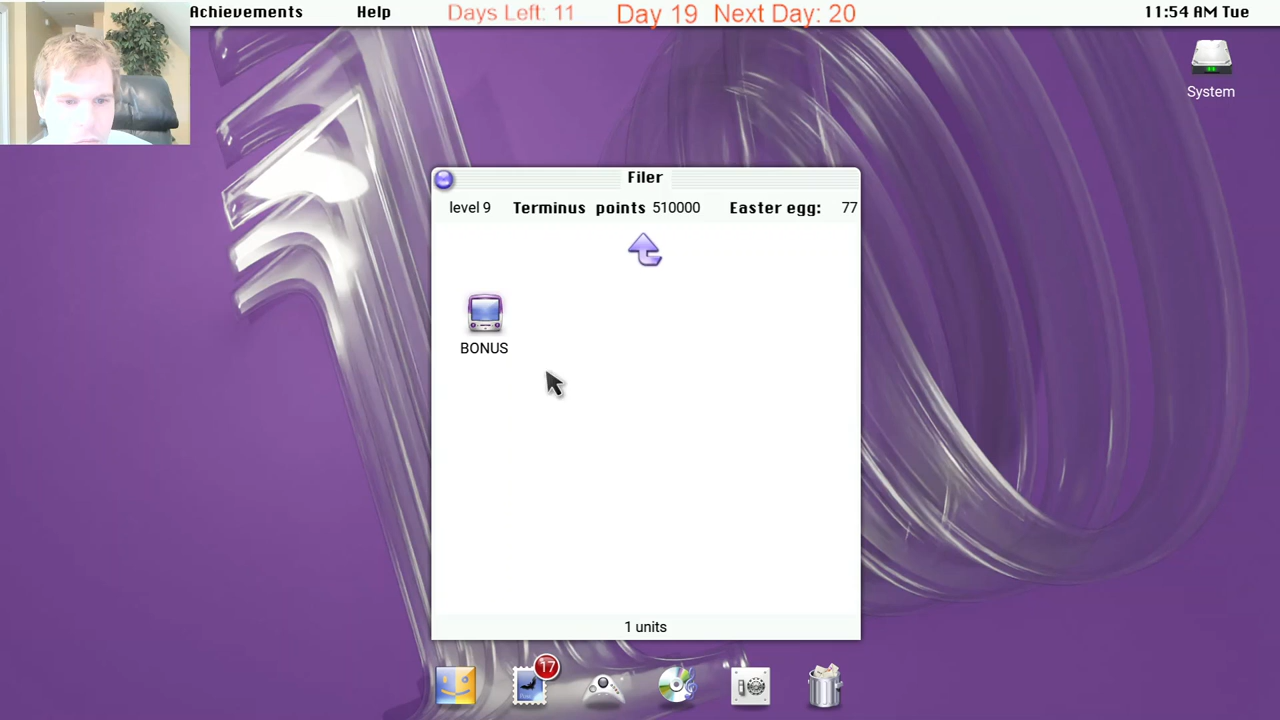 Achievements Help Days Left: 11 Day 19 Next Day: 20 11:54 AM Tue
System
Filer
level 9 Terminus points 510000 Easter egg: 77
BONUS
1 units
17